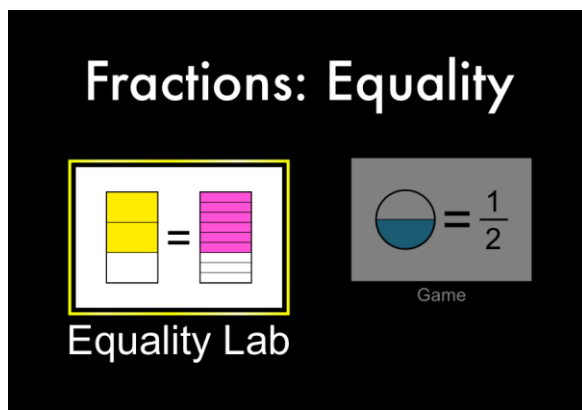 Fractions: Equality
=
= 1/2
Equality Lab
Game